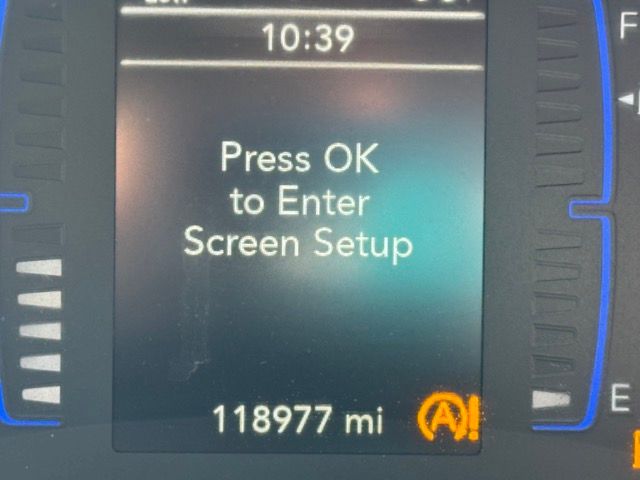 10:39
F
Press OK
to Enter
Screen Setup
118977 mi
A!
E